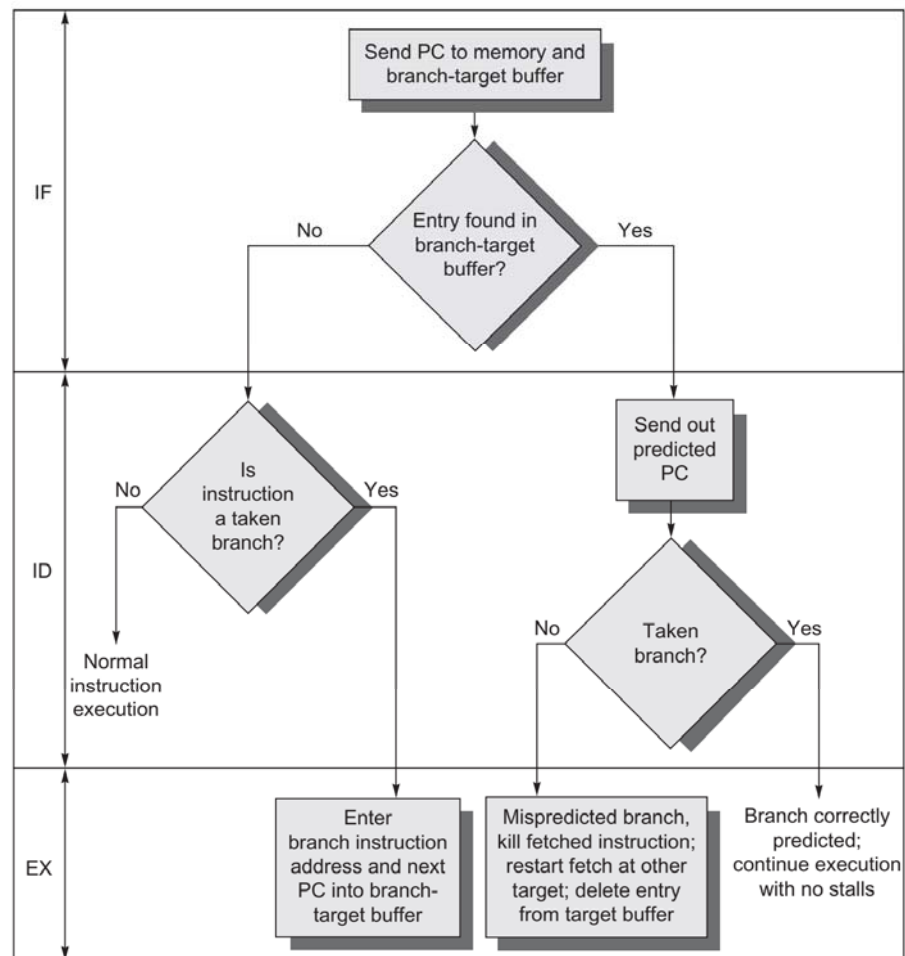 Send PC to memory and
branch-target buffer
IF
Entry found in
branch-target
buffer?
No
Yes
Send out
predicted
PC
Is
instruction
a taken
branch?
No
Yes
ID
Taken
branch?
No
Yes
Normal
instruction
execution
Enter
branch instruction
address and next
PC into branch-
target buffer
Mispredicted branch,
kill fetched instruction;
restart fetch at other
target; delete entry
from target buffer
Branch correctly
predicted;
continue execution
with no stalls
EX